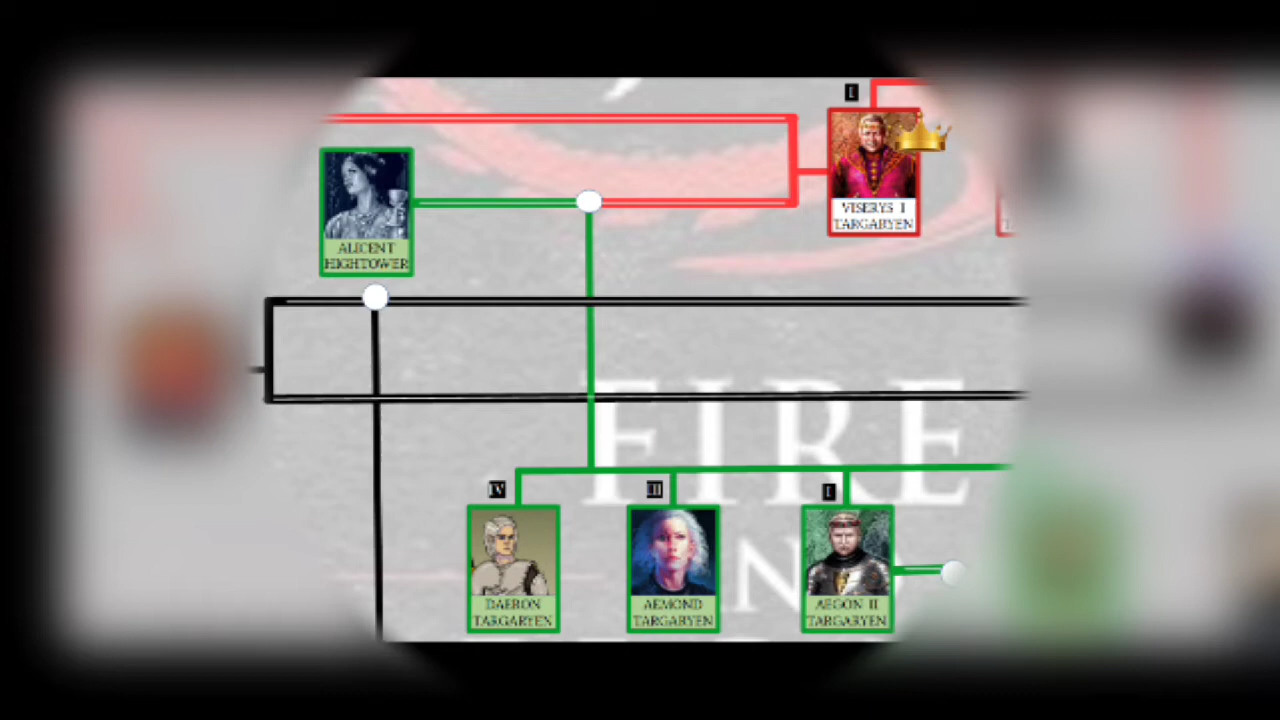 I
VISERYS I
TARGARYEN
ALICENT
HIGHTOWER
FIRE
IV
III
I
DAERON
TARGARYEN
AEMOND
TARGARYEN
AEGON II
TARGARYEN